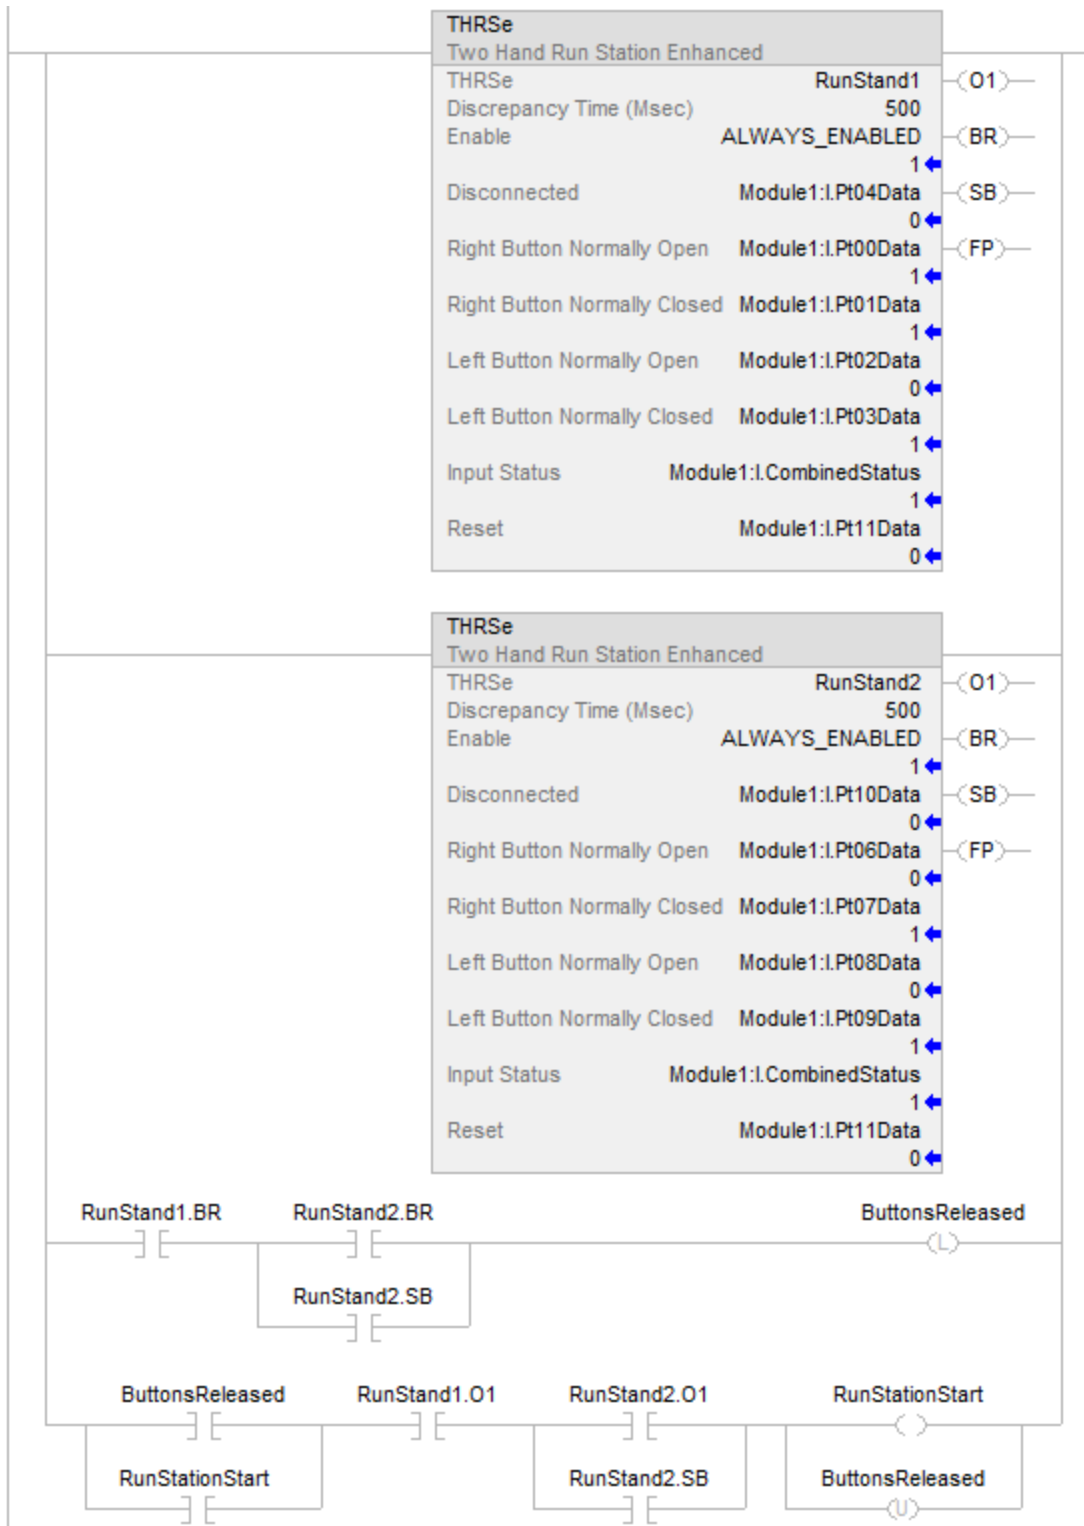 THRSe
Two Hand Run Station Enhanced
THRSe RunStand1 O1
Discrepancy Time (Msec) 500
Enable ALWAYS_ENABLED BR
1
Disconnected Module1:I.Pt04Data SB
0
Right Button Normally Open Module1:I.Pt00Data FP
1
Right Button Normally Closed Module1:I.Pt01Data
1
Left Button Normally Open Module1:I.Pt02Data
0
Left Button Normally Closed Module1:I.Pt03Data
1
Input Status Module1:I.CombinedStatus
1
Reset Module1:I.Pt11Data
0
THRSe
Two Hand Run Station Enhanced
THRSe RunStand2 O1
Discrepancy Time (Msec) 500
Enable ALWAYS_ENABLED BR
1
Disconnected Module1:I.Pt10Data SB
0
Right Button Normally Open Module1:I.Pt06Data FP
0
Right Button Normally Closed Module1:I.Pt07Data
1
Left Button Normally Open Module1:I.Pt08Data
0
Left Button Normally Closed Module1:I.Pt09Data
1
Input Status Module1:I.CombinedStatus
1
Reset Module1:I.Pt11Data
0
RunStand1.BR RunStand2.BR ButtonsReleased
L
RunStand2.SB
ButtonsReleased RunStand1.O1 RunStand2.O1 RunStationStart
RunStationStart RunStand2.SB ButtonsReleased
U